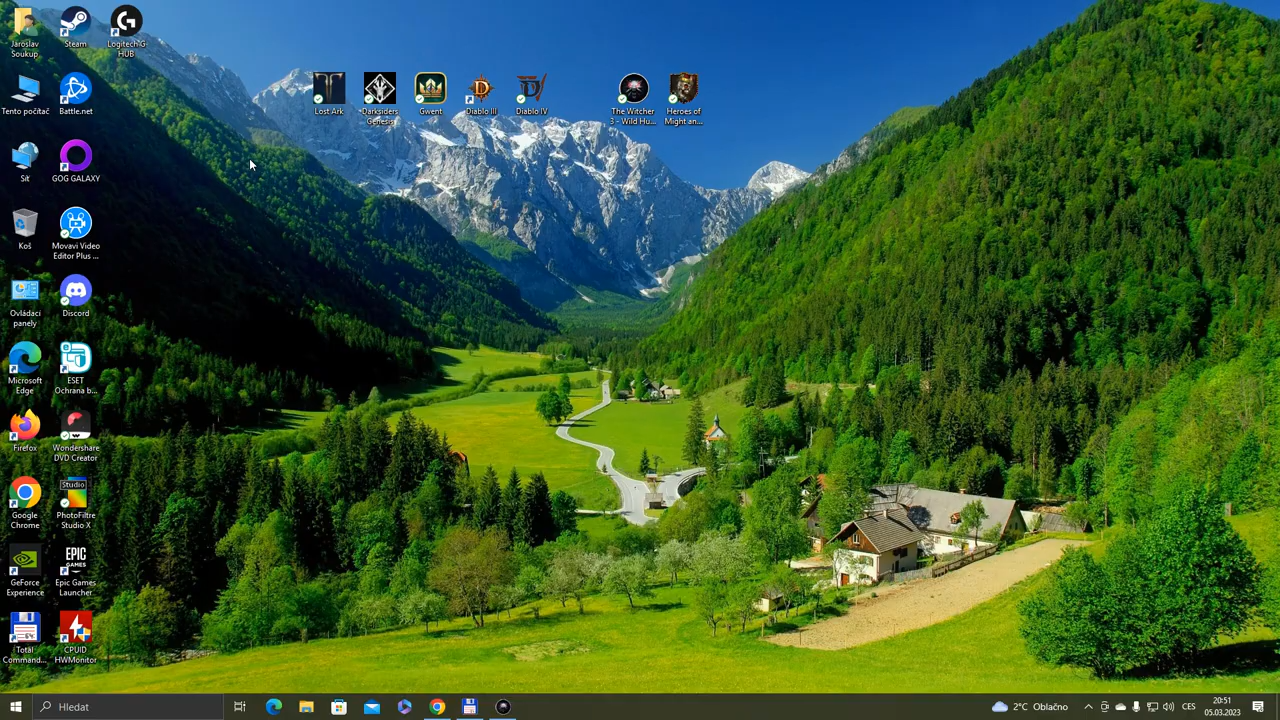 Jaroslav
Soukup
Steam
Logitech G
HUB
Tento počítač
Battle.net
Lost Ark
Darksiders
Genesis
Gwent
Diablo III
Diablo IV
The Witcher
3 - Wild Hu...
Heroes of
Might an...
Síť
GOG GALAXY
Koš
Movavi Video
Editor Plus ...
Ovládací
panely
Discord
Microsoft
Edge
ESET
Ochrana b...
Firefox
Wondershare
DVD Creator
Google
Chrome
Studio
PhotoFiltre
Studio X
GeForce
Experience
EPIC
GAMES
Epic Games
Launcher
Total
Comman...
CPUID
HWMonitor
Hledat
2°C Oblačno
CES
20:51
05.03.2023